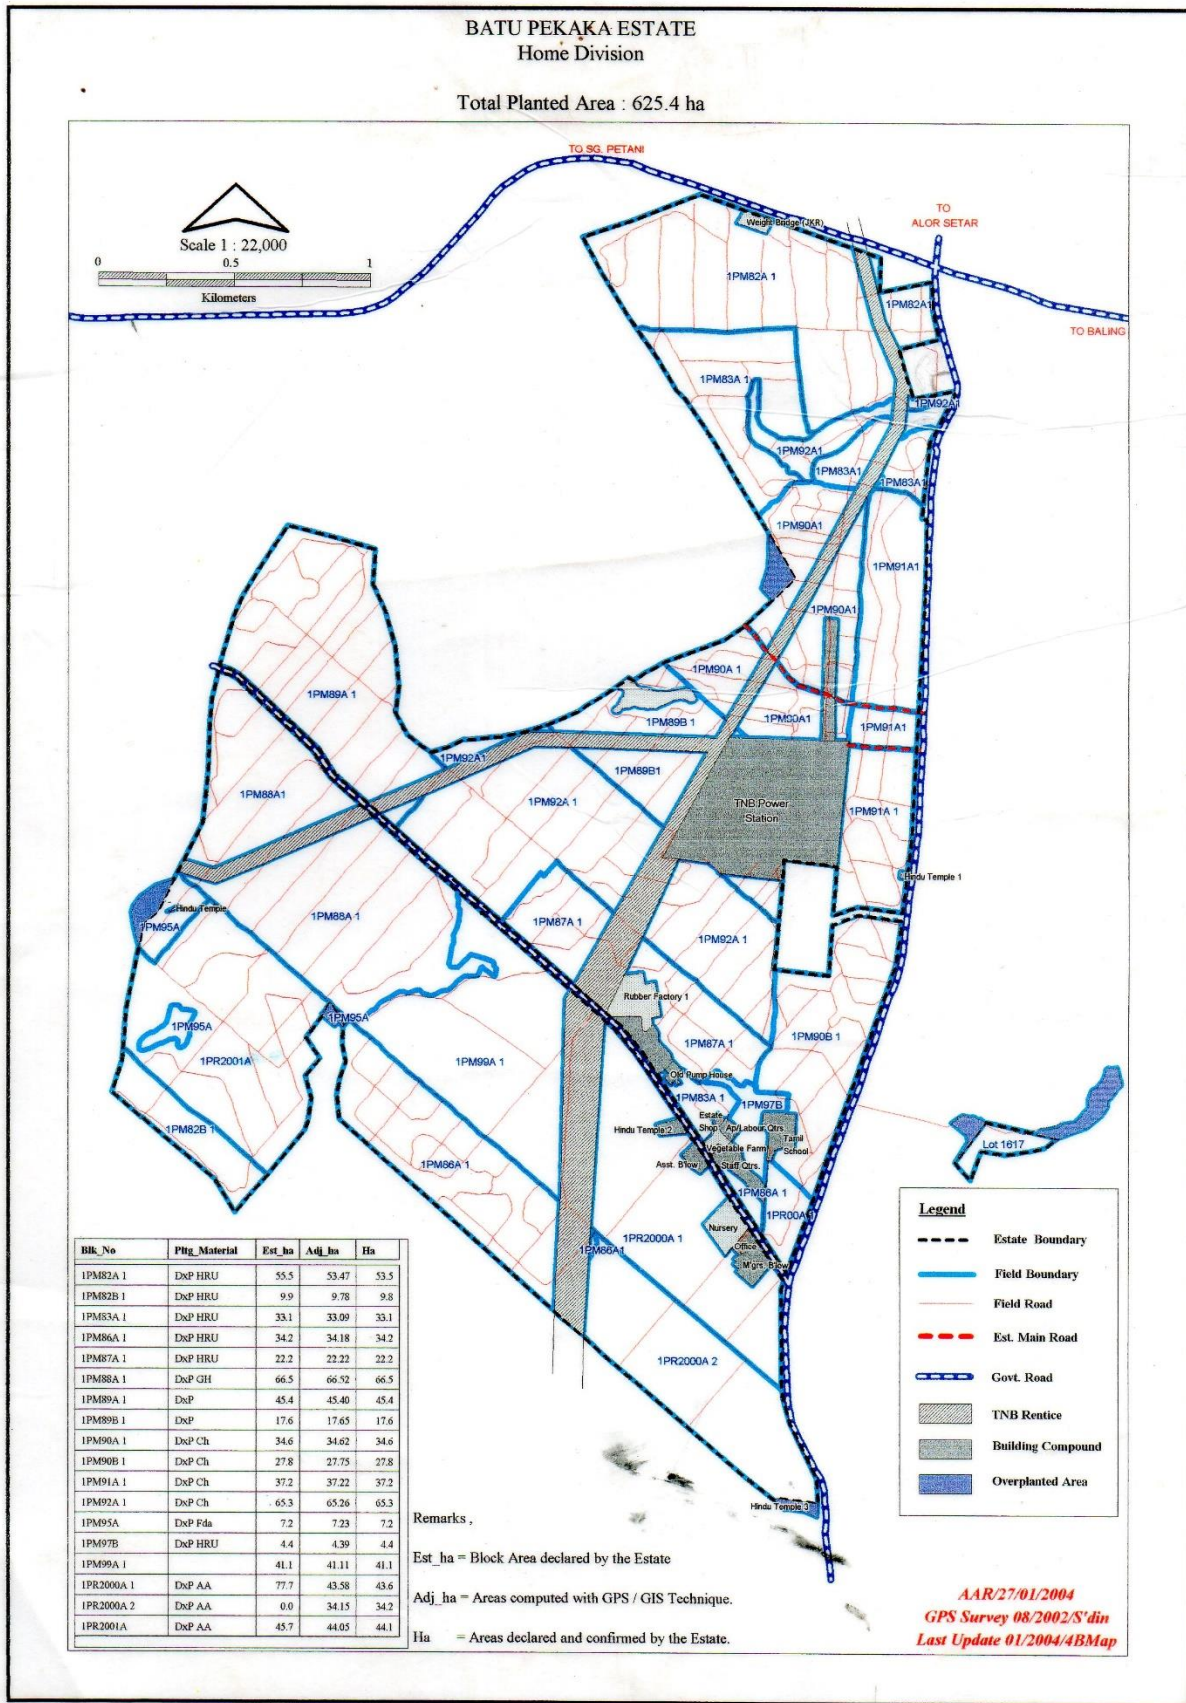 BATU PEKAKA ESTATE
Home Division
Total Planted Area : 625.4 ha
TO SG. PETANI
TO
ALOR SETAR
TO BALING
Scale 1 : 22,000
0 0.5 1
Kilometers
Weight Bridge (JKR)
1PM82A 1
1PM82A1
1PM83A 1
1PM92A1
1PM92A1
1PM83A1
1PM83A1
1PM90A1
1PM91A1
1PM90A1
1PM90A 1
1PM89A 1
1PM89B 1
1PM90A1
1PM91A1
1PM92A1
1PM89B1
1PM88A1
1PM92A 1
TNB Power
Station
1PM91A 1
Hindu Temple 1
Hindu Temple
1PM88A 1
1PM87A 1
1PM95A
1PM92A 1
Rubber Factory 1
1PM95A
1PM95A
1PM87A 1
1PM90B 1
1PR2001A
1PM99A 1
Old Pump House
1PM83A 1
1PM97B
Estate
Shop
Ap/Labour Qtrs.
Hindu Temple 2
Tamil
School
Vegetable Farm
1PM82B 1
Lot 1617
Asst. B'low
Staff Qtrs.
1PM86A 1
1PM86A 1
1PR00A 1
Nursery
1PR2000A 1
1PM86A1
Office
M'grs. B'low
1PR2000A 2
Hindu Temple 3
Legend
Estate Boundary
Field Boundary
Field Road
Est. Main Road
Govt. Road
TNB Rentice
Building Compound
Overplanted Area
Blk_No Pltg_Material Est_ha Adj_ha Ha
1PM82A 1 DxP HRU 55.5 53.47 53.5
1PM82B 1 DxP HRU 9.9 9.78 9.8
1PM83A 1 DxP HRU 33.1 33.09 33.1
1PM86A 1 DxP HRU 34.2 34.18 34.2
1PM87A 1 DxP HRU 22.2 22.22 22.2
1PM88A 1 DxP GH 66.5 66.52 66.5
1PM89A 1 DxP 45.4 45.40 45.4
1PM89B 1 DxP 17.6 17.65 17.6
1PM90A 1 DxP Ch 34.6 34.62 34.6
1PM90B 1 DxP Ch 27.8 27.75 27.8
1PM91A 1 DxP Ch 37.2 37.22 37.2
1PM92A 1 DxP Ch 65.3 65.26 65.3
1PM95A DxP Fda 7.2 7.23 7.2
1PM97B DxP HRU 4.4 4.39 4.4
1PM99A 1 41.1 41.11 41.1
1PR2000A 1 DxP AA 77.7 43.58 43.6
1PR2000A 2 DxP AA 0.0 34.15 34.2
1PR2001A DxP AA 45.7 44.05 44.1
Remarks ,
Est_ha = Block Area declared by the Estate
Adj_ha = Areas computed with GPS / GIS Technique.
Ha = Areas declared and confirmed by the Estate.
AAR/27/01/2004
GPS Survey 08/2002/S'din
Last Update 01/2004/4BMap